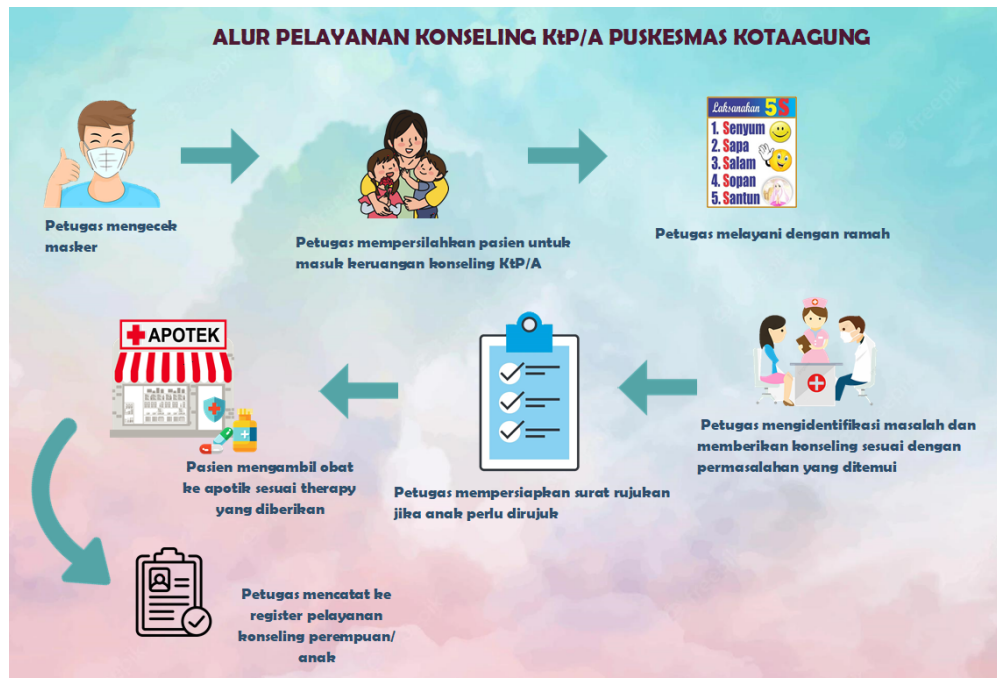 ALUR PELAYANAN KONSELING KtP/A PUSKESMAS KOTAAGUNG
Petugas mengecek
masker
Petugas mempersilahkan pasien untuk
masuk keruangan konseling KtP/A
Laksanakan 5S
1. Senyum
2. Sapa
3. Salam
4. Sopan
5. Santun
Petugas melayani dengan ramah
Petugas mengidentifikasi masalah dan
memberikan konseling sesuai dengan
permasalahan yang ditemui
Petugas mempersiapkan surat rujukan
jika anak perlu dirujuk
APOTEK
Pasien mengambil obat
ke apotik sesuai therapy
yang diberikan
Petugas mencatat ke
register pelayanan
konseling perempuan/
anak